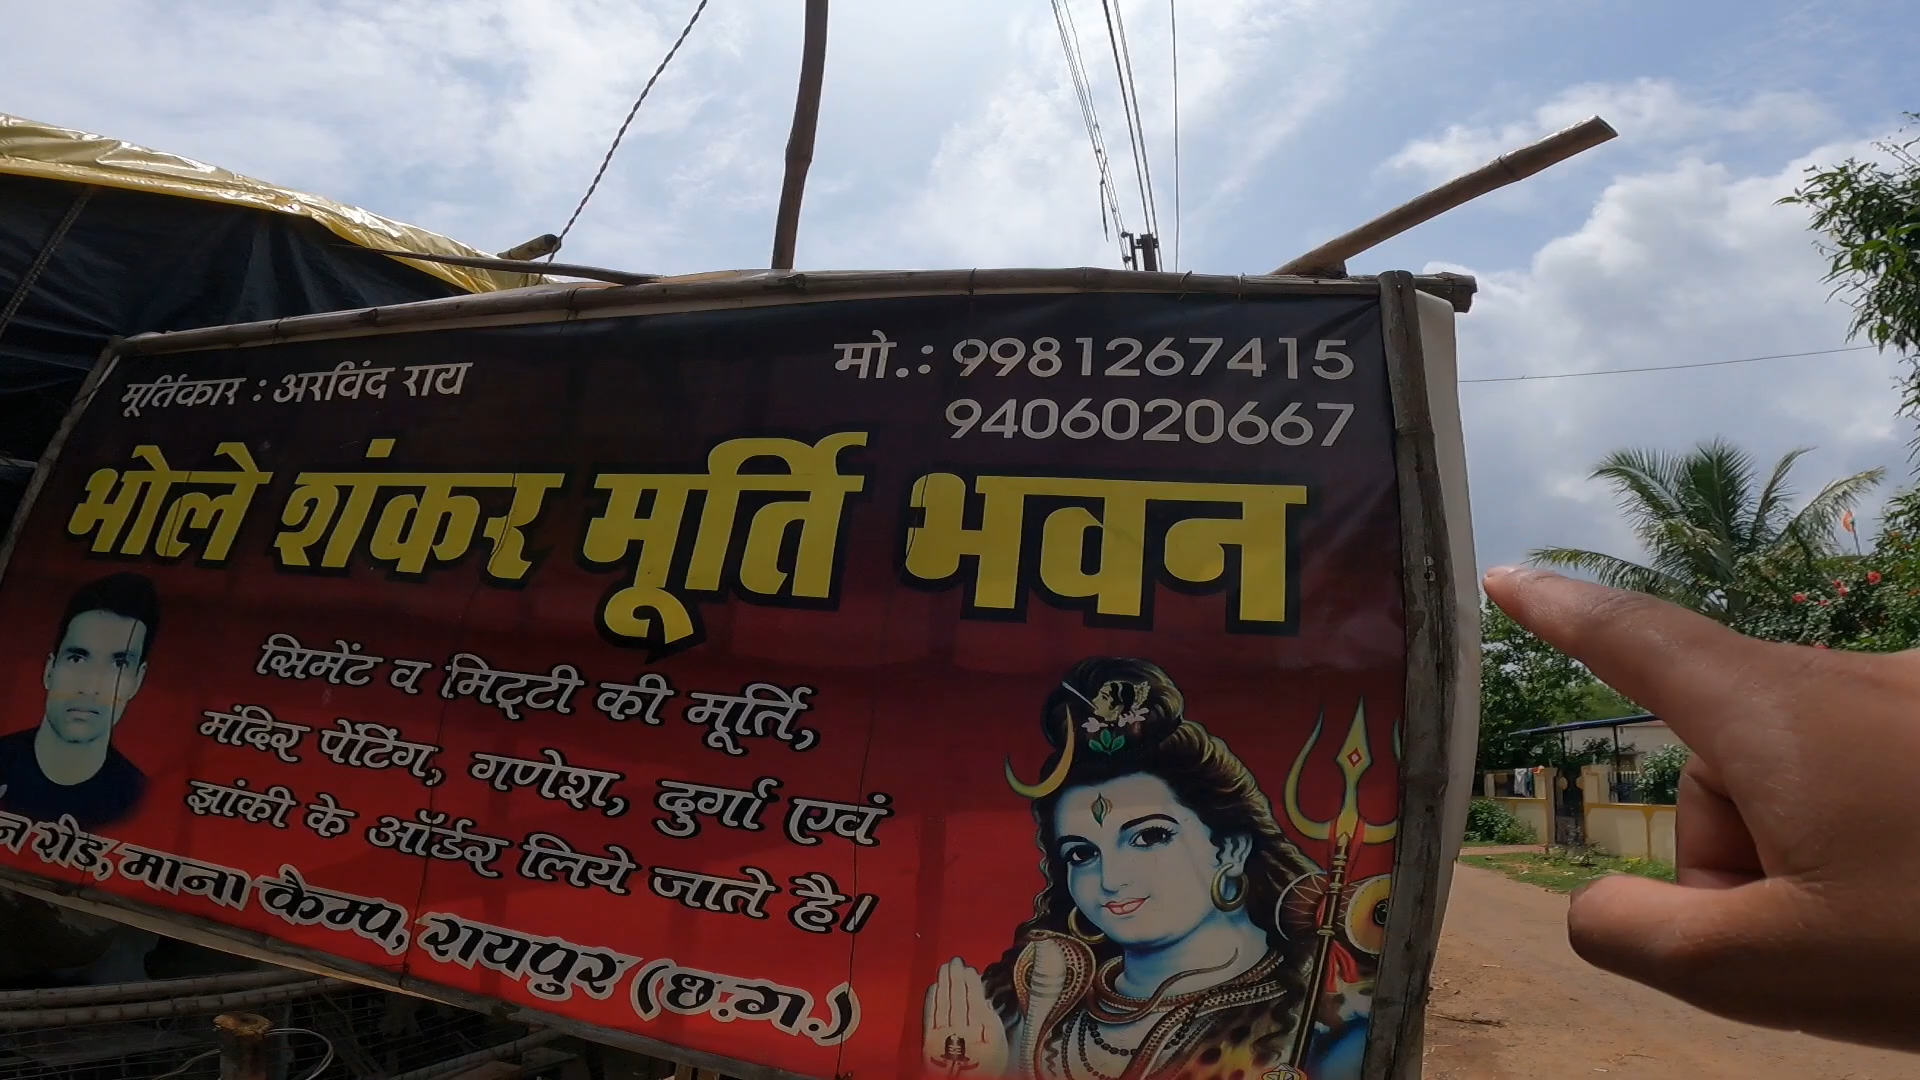 मूर्तिकार : अरविंद राय
मो.: 9981267415
9406020667
भोले शंकर मूर्ति भवन
सिमेंट व मिट्टी की मूर्ति,
मंदिर पेंटिंग, गणेश, दुर्गा एवं
झांकी के ऑर्डर लिये जाते है।
रोड, माना कैम्प, रायपुर (छ.ग.)